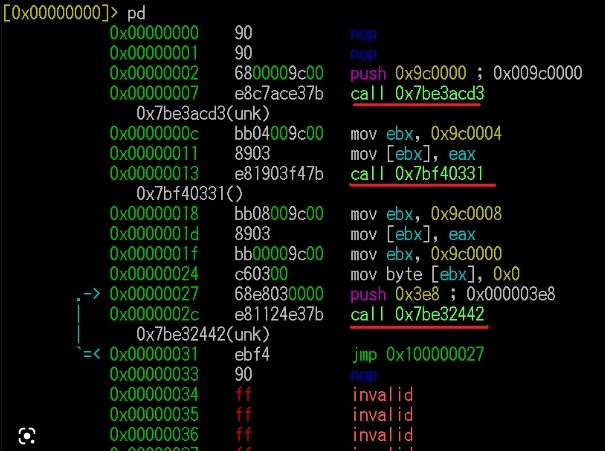 [0x00000000]> pd
0x00000000 90 nop
0x00000001 90 nop
0x00000002 6800009c00 push 0x9c0000 ; 0x009c0000
0x00000007 e8c7ace37b call 0x7be3acd3
0x7be3acd3(unk)
0x0000000c bb04009c00 mov ebx, 0x9c0004
0x00000011 8903 mov [ebx], eax
0x00000013 e81903f47b call 0x7bf40331
0x7bf40331()
0x00000018 bb08009c00 mov ebx, 0x9c0008
0x0000001d 8903 mov [ebx], eax
0x0000001f bb00009c00 mov ebx, 0x9c0000
0x00000024 c60300 mov byte [ebx], 0x0
.-> 0x00000027 68e8030000 push 0x3e8 ; 0x000003e8
| 0x0000002c e81124e37b call 0x7be32442
| 0x7be32442(unk)
`=< 0x00000031 ebf4 jmp 0x100000027
0x00000033 90 nop
0x00000034 ff invalid
0x00000035 ff invalid
0x00000036 ff invalid